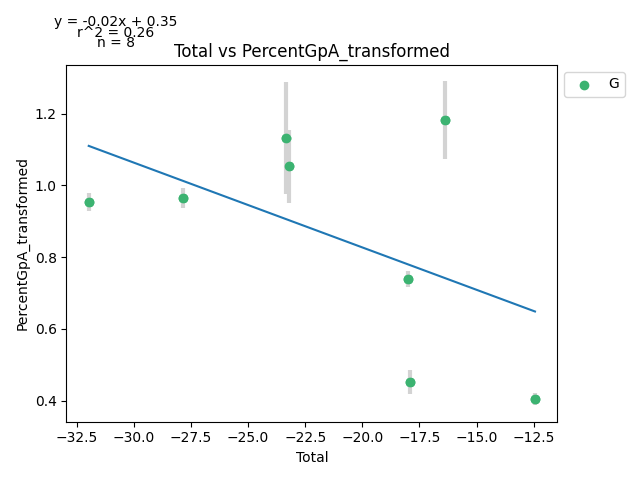 y = -0.02x + 0.35
r^2 = 0.26
n = 8
Total vs PercentGpA_transformed
G
PercentGpA_transformed
1.2
1.0
0.8
0.6
0.4
−32.5 −30.0 −27.5 −25.0 −22.5 −20.0 −17.5 −15.0 −12.5
Total